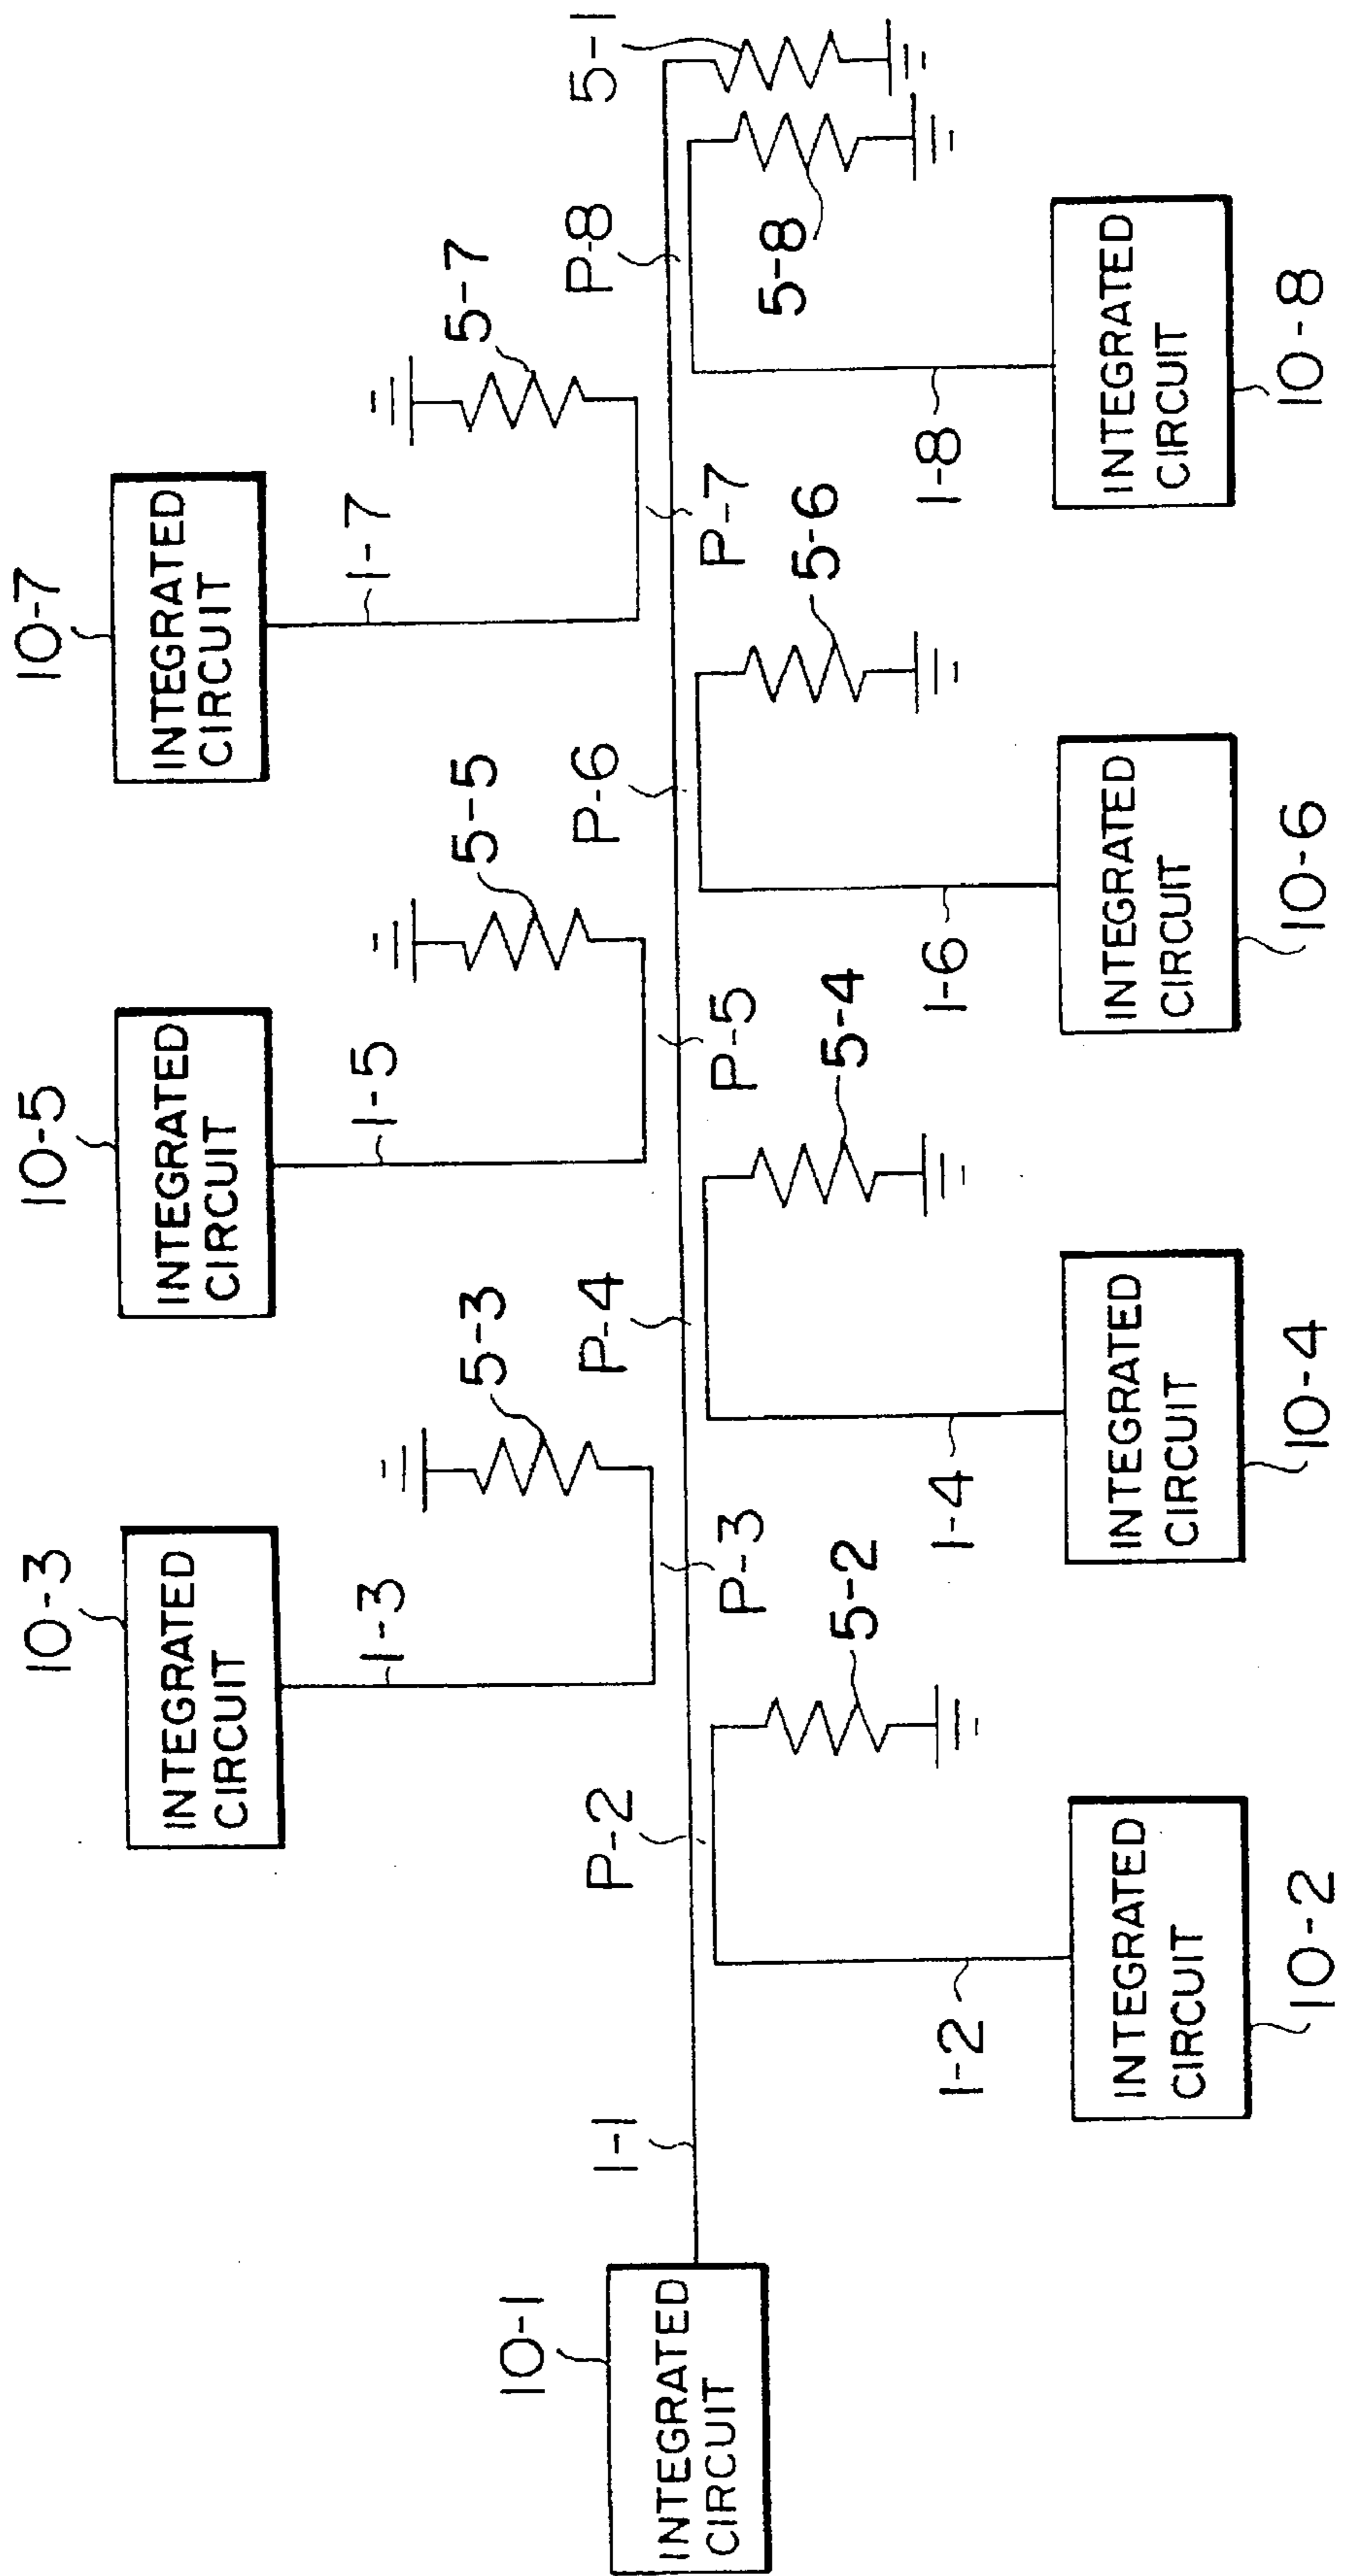 10-3
INTEGRATED
CIRCUIT
1-3
5-3
10-5
INTEGRATED
CIRCUIT
1-5
5-5
10-7
INTEGRATED
CIRCUIT
1-7
5-7
10-1
INTEGRATED
CIRCUIT
1-1
P-2
P-3
P-4
P-5
P-6
P-7
P-8
5-1
10-2
INTEGRATED
CIRCUIT
1-2
5-2
10-4
INTEGRATED
CIRCUIT
1-4
5-4
10-6
INTEGRATED
CIRCUIT
1-6
5-6
10-8
INTEGRATED
CIRCUIT
1-8
5-8